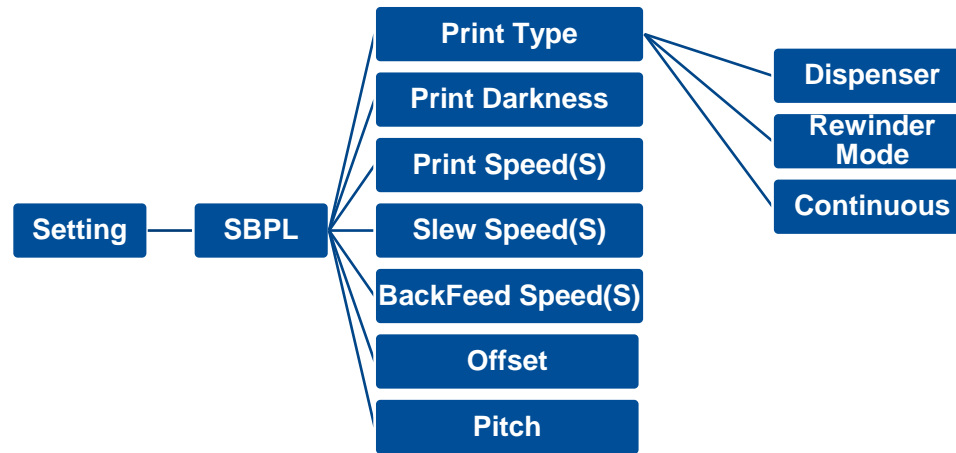 Setting
SBPL
Print Type
Print Darkness
Print Speed(S)
Slew Speed(S)
BackFeed Speed(S)
Offset
Pitch
Dispenser
Rewinder
Mode
Continuous